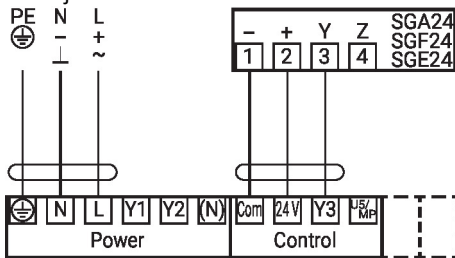 PE N L
- +
⏚ ⊥ ~
- + Y Z
1 2 3 4
SGA24
SGF24
SGE24
N L Y1 Y2 (N) Com 24V Y3 U5/MP
Power Control